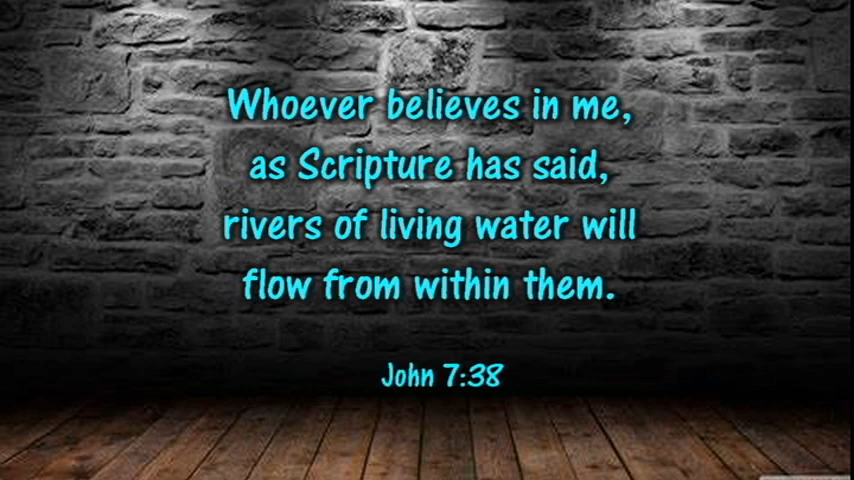 Whoever believes in me,
as Scripture has said,
rivers of living water will
flow from within them.
John 7:38